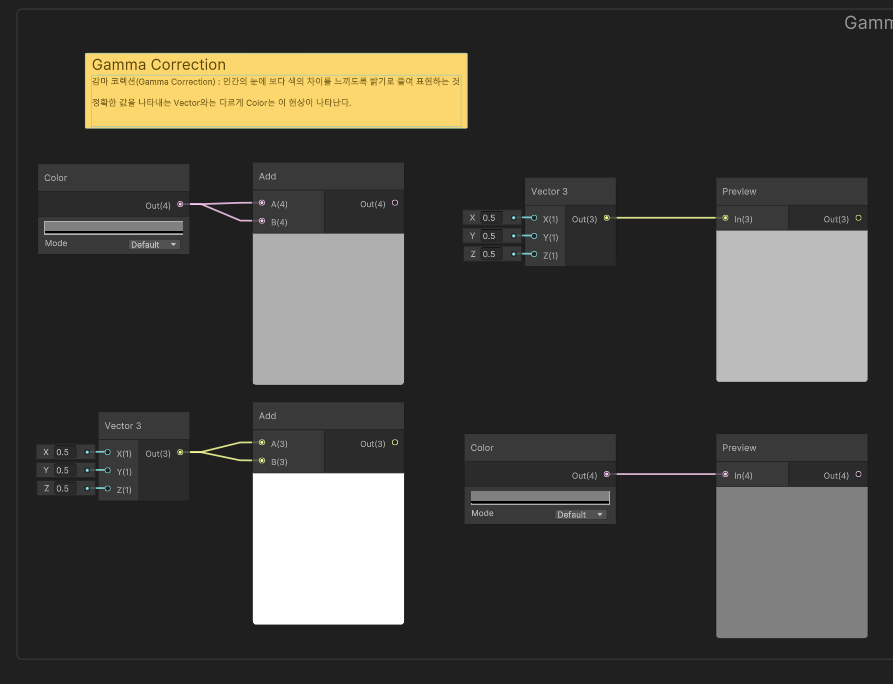 Gamm
Gamma Correction
감마 코렉션(Gamma Correction) : 인간의 눈에 보다 색의 차이를 느끼도록 밝기로 줄여 표현하는 것
정확한 값을 나타내는 Vector와는 다르게 Color는 이 현상이 나타난다.
Color
Out(4)
Mode Default
Add
A(4) Out(4)
B(4)
Vector 3
X 0.5 X(1) Out(3)
Y 0.5 Y(1)
Z 0.5 Z(1)
Preview
In(3) Out(3)
Vector 3
X 0.5 X(1) Out(3)
Y 0.5 Y(1)
Z 0.5 Z(1)
Add
A(3) Out(3)
B(3)
Color
Out(4)
Mode Default
Preview
In(4) Out(4)